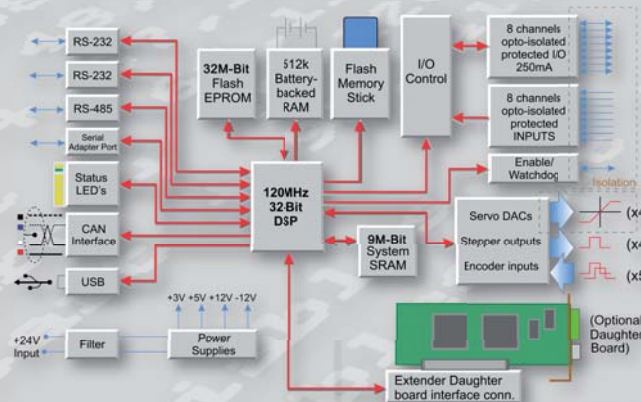 RS-232
RS-232
RS-485
Serial
Adapter Port
Status
LED's
CAN
Interface
USB
+24V
Input
Filter
+3V +5V +12V -12V
Power
Supplies
32M-Bit
Flash
EPROM
512k
Battery-
backed
RAM
Flash
Memory
Stick
I/O
Control
120MHz
32-Bit
DSP
9M-Bit
System
SRAM
8 channels
opto-isolated
protected I/O
250mA
8 channels
opto-isolated
protected
INPUTS
Enable/
Watchdog
Isolation
Servo DACs
Stepper outputs
Encoder inputs
(x4
(x4
(x5
(Optional
Daughter
Board)
Extender Daughter
board interface conn.